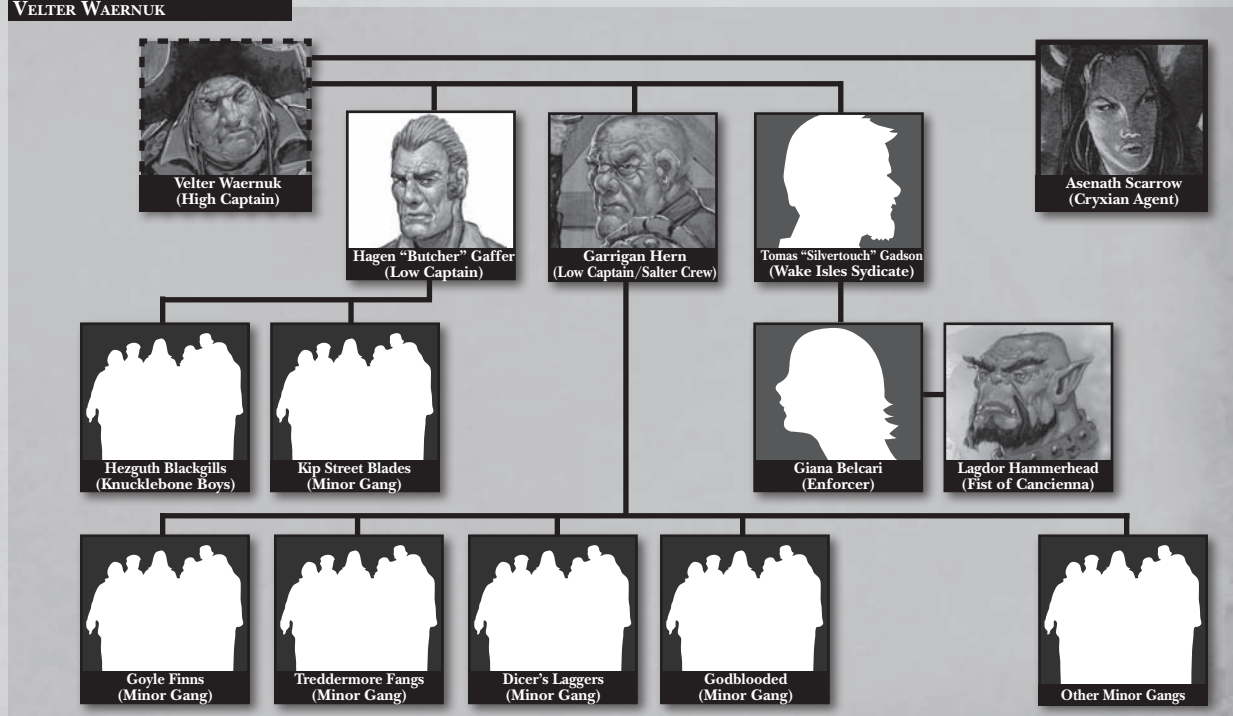 VELTER WAERNUK
Velter Waernuk
(High Captain)
Asenath Scarrow
(Cryxian Agent)
Hagen “Butcher” Gaffer
(Low Captain)
Garrigan Hern
(Low Captain/Salter Crew)
Tomas “Silvertouch” Gadson
(Wake Isles Sydicate)
Hezguth Blackgills
(Knucklebone Boys)
Kip Street Blades
(Minor Gang)
Giana Belcari
(Enforcer)
Lagdor Hammerhead
(Fist of Cancienna)
Goyle Finns
(Minor Gang)
Treddermore Fangs
(Minor Gang)
Dicer’s Laggers
(Minor Gang)
Godblooded
(Minor Gang)
Other Minor Gangs